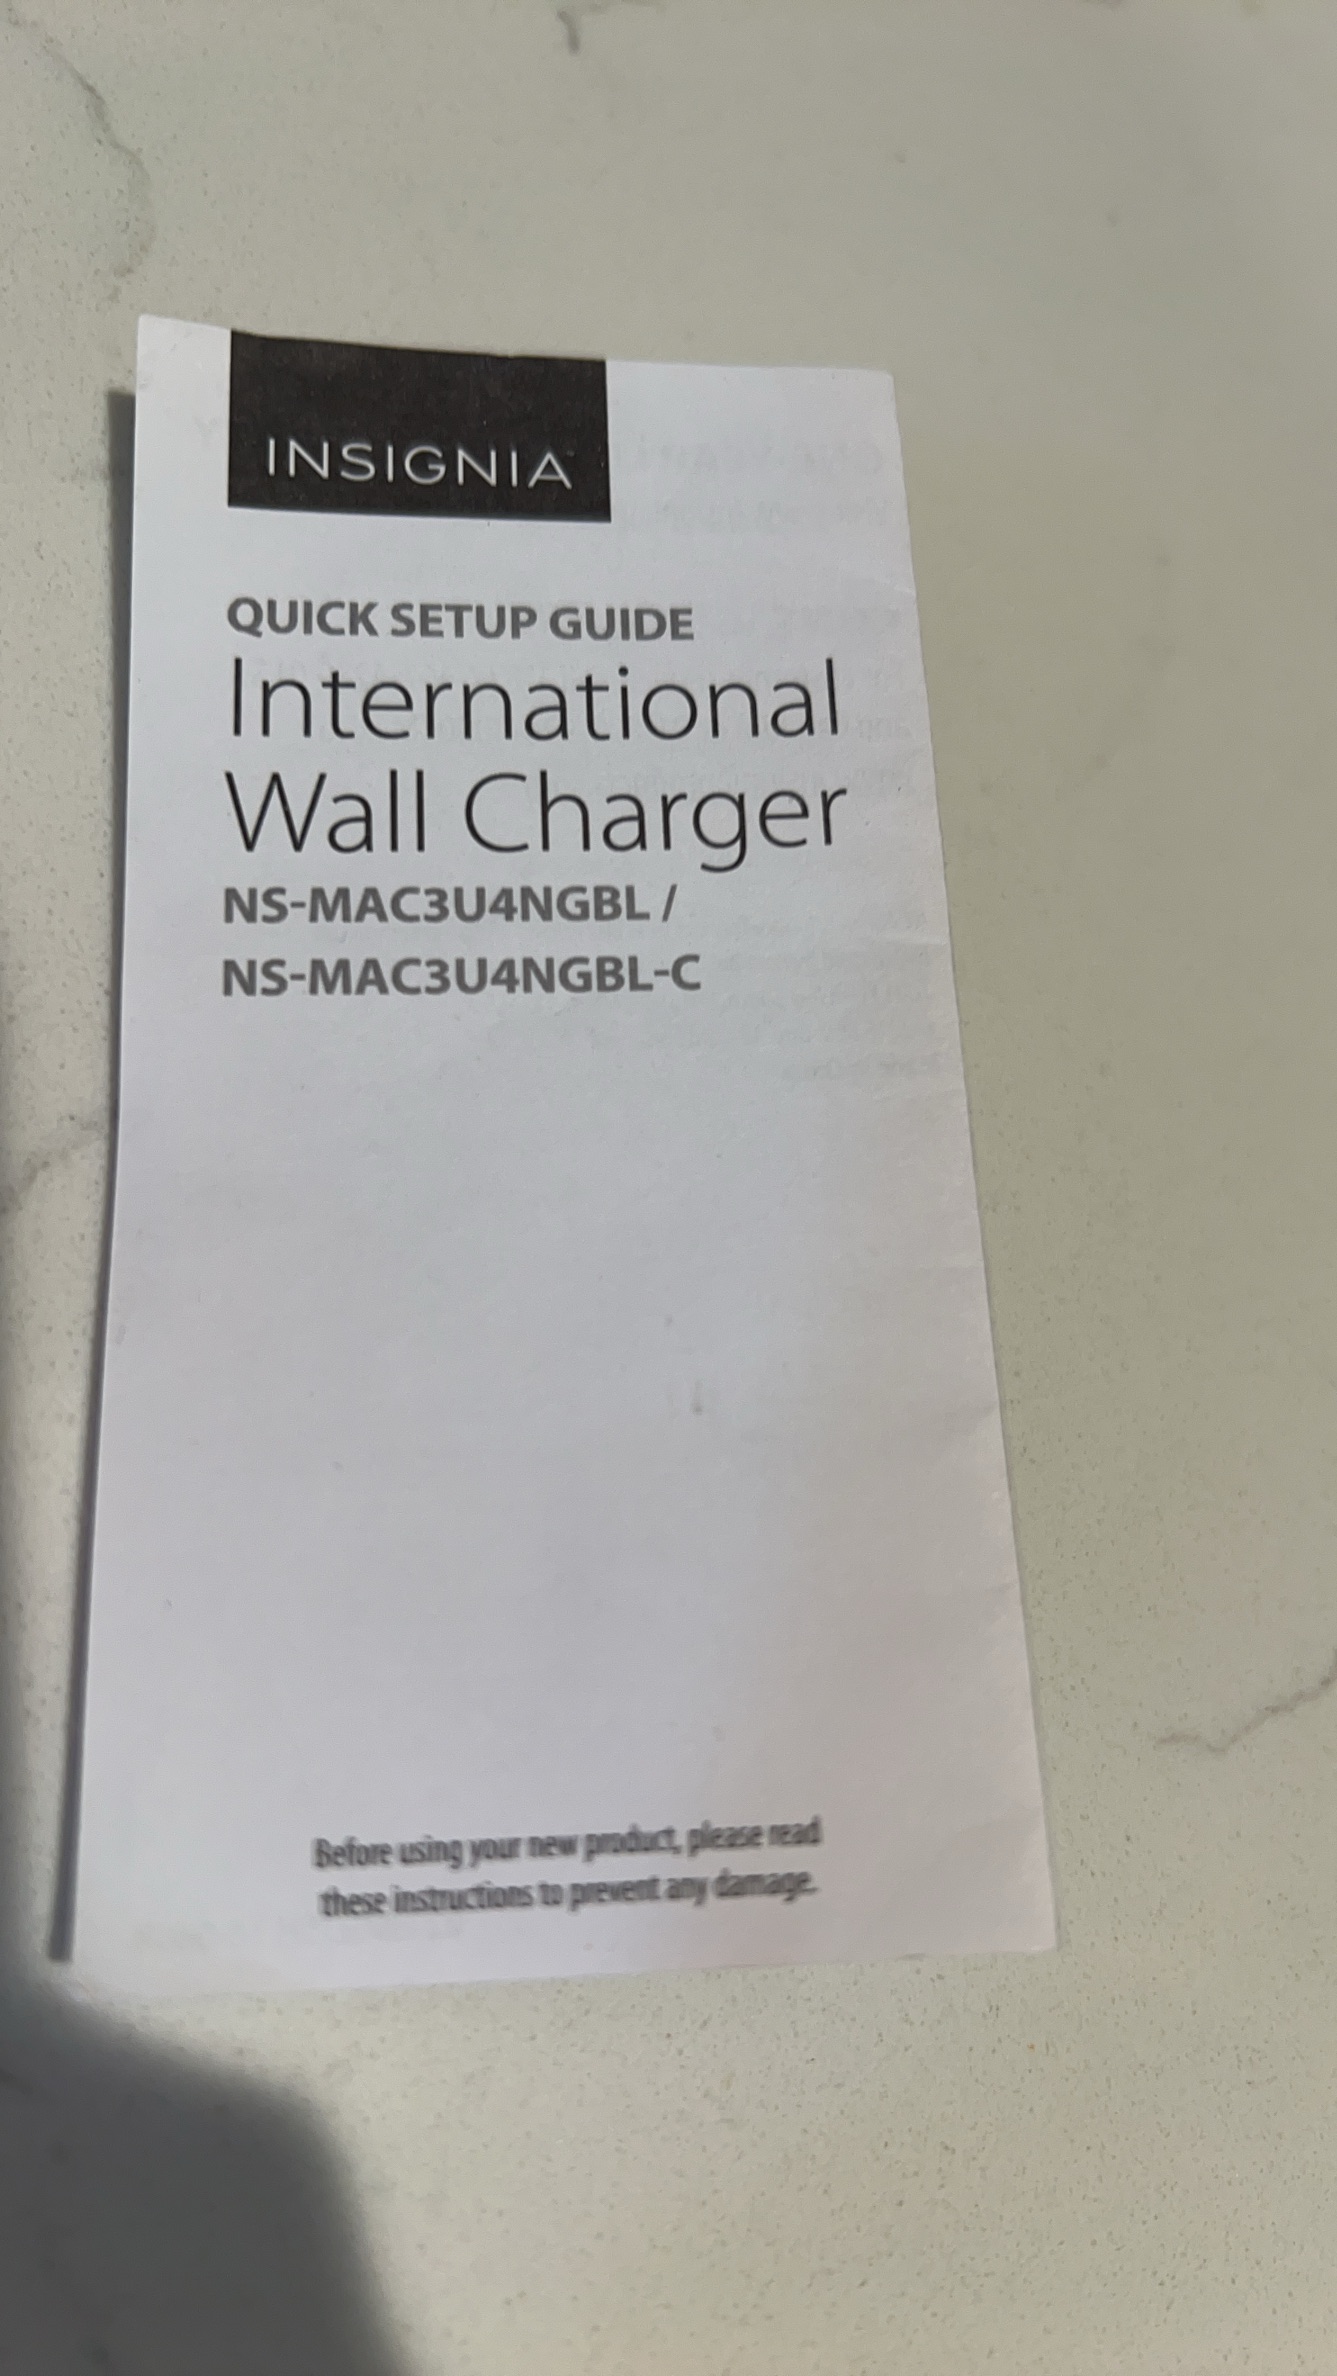 INSIGNIA
QUICK SETUP GUIDE
International
Wall Charger
NS-MAC3U4NGBL /
NS-MAC3U4NGBL-C
Before using your new product, please read
these instructions to prevent any damage.